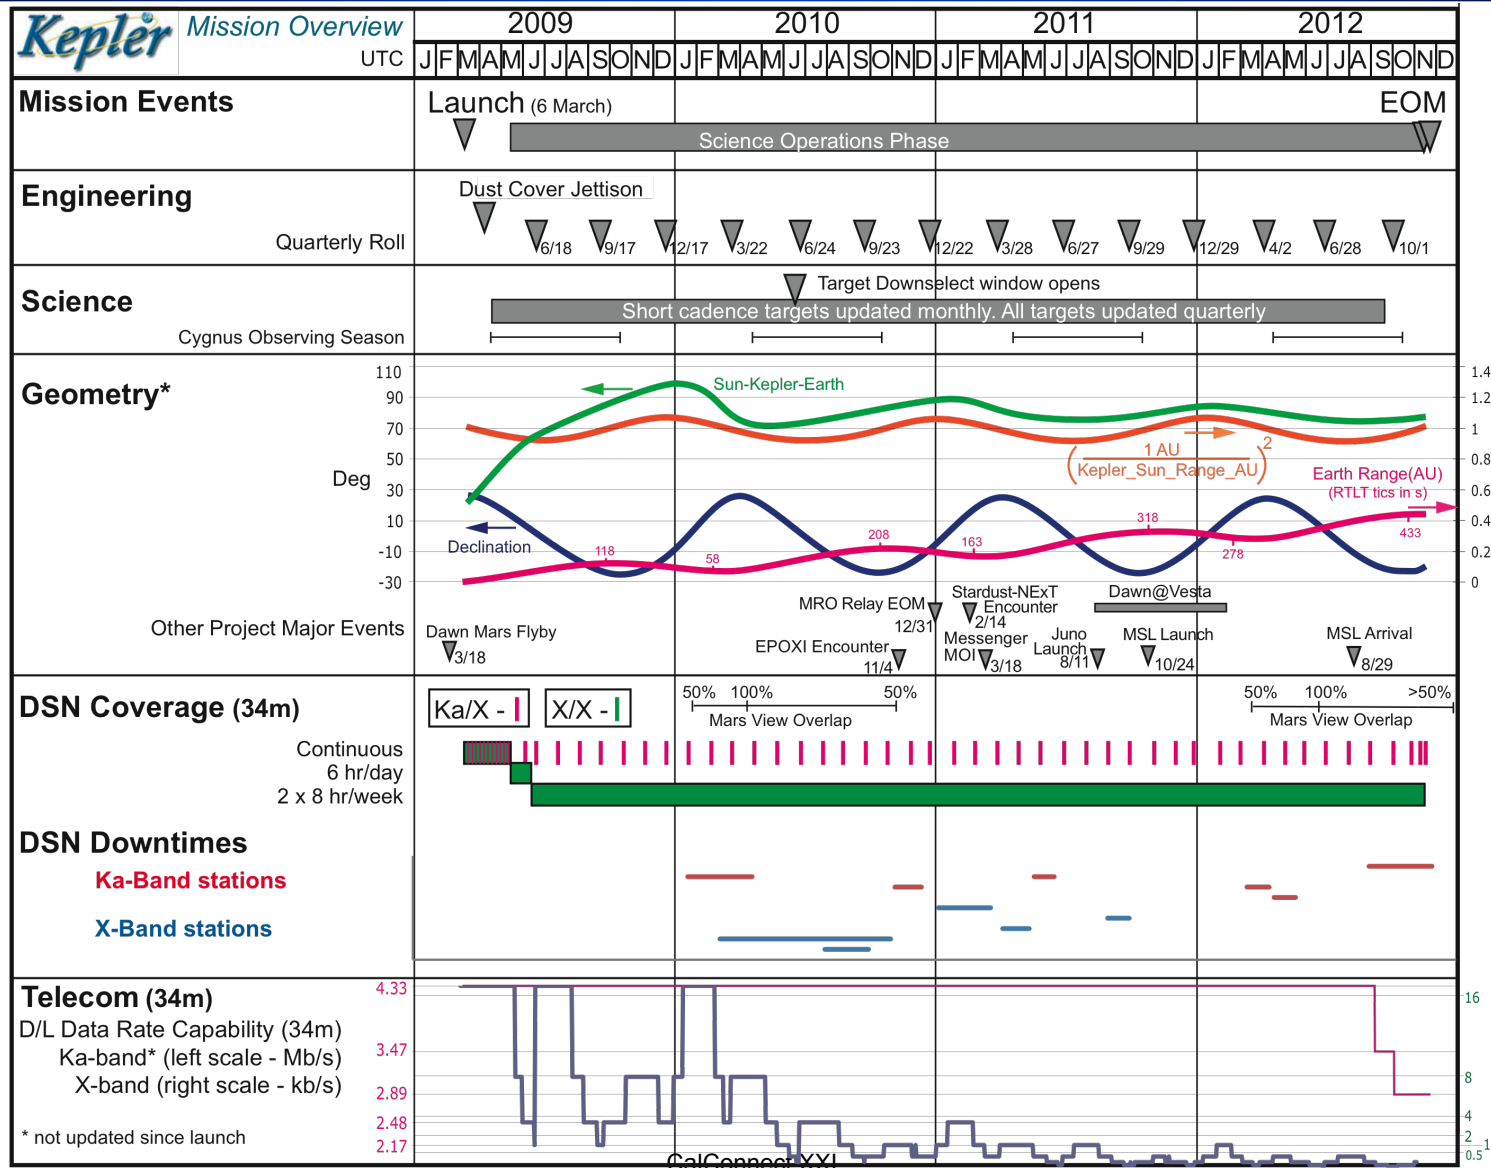 Kepler Mission Overview
2009 2010 2011 2012
UTC J F M A M J J A S O N D J F M A M J J A S O N D J F M A M J J A S O N D J F M A M J J A S O N D
Mission Events
Launch (6 March)
EOM
Science Operations Phase
Engineering
Dust Cover Jettison
Quarterly Roll
6/18 9/17 12/17 3/22 6/24 9/23 12/22 3/28 6/27 9/29 12/29 4/2 6/28 10/1
Science
Target Downselect window opens
Short cadence targets updated monthly. All targets updated quarterly
Cygnus Observing Season
Geometry*
Deg
110
90
70
50
30
10
-10
-30
1.4
1.2
1
0.8
0.6
0.4
0.2
0
Sun-Kepler-Earth
( 1 AU
Kepler_Sun_Range_AU ) 2
Earth Range(AU)
(RTLT tics in s)
Declination
118 58 208 163 318 278 433
Other Project Major Events
Dawn Mars Flyby
3/18
EPOXI Encounter
11/4
MRO Relay EOM
12/31
Stardust-NExT
Encounter
2/14
Messenger
MOI
3/18
Juno
Launch
8/11
Dawn@Vesta
MSL Launch
10/24
MSL Arrival
8/29
DSN Coverage (34m)
Ka/X -
X/X -
50% 100% 50%
Mars View Overlap
50% 100% >50%
Mars View Overlap
Continuous
6 hr/day
2 x 8 hr/week
DSN Downtimes
Ka-Band stations
X-Band stations
Telecom (34m)
D/L Data Rate Capability (34m)
Ka-band* (left scale - Mb/s)
X-band (right scale - kb/s)
* not updated since launch
4.33
3.47
2.89
2.48
2.17
16
8
4
2
1
0.5
CalConnect XXI